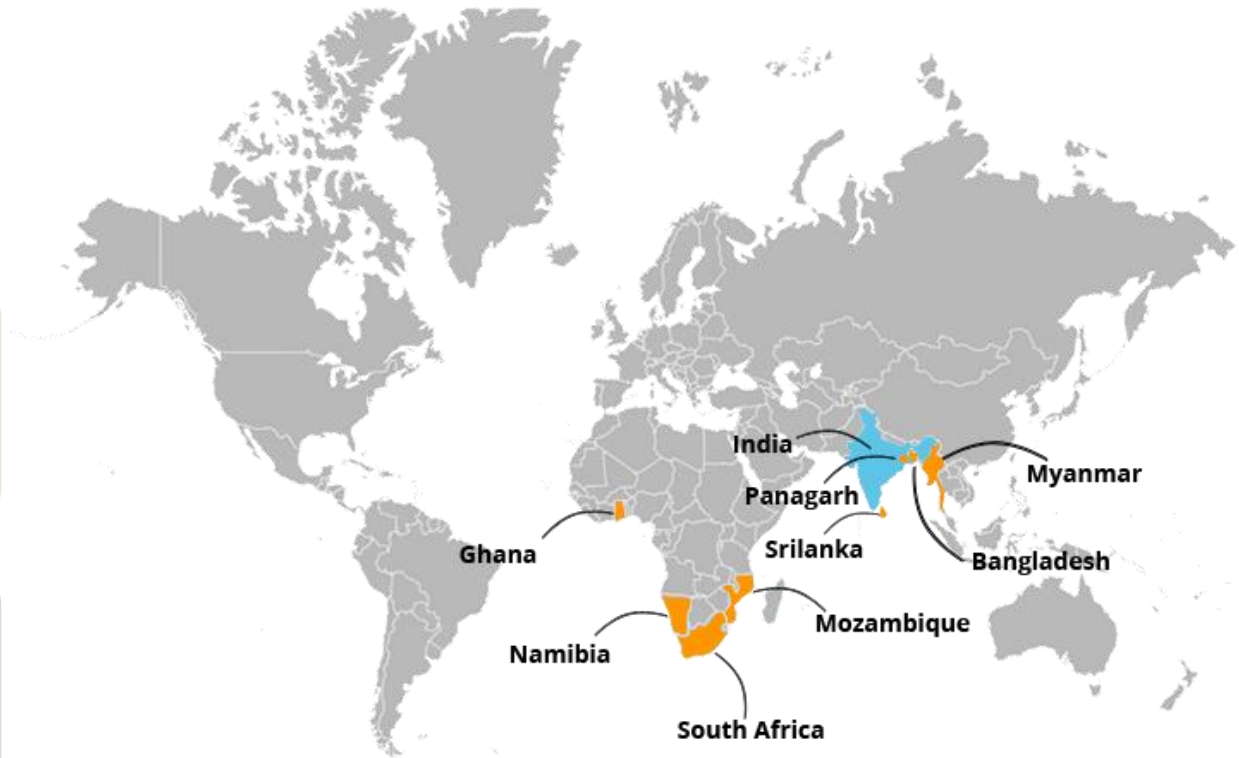 India
Myanmar
Panagarh
Ghana
Srilanka
Bangladesh
Mozambique
Namibia
South Africa